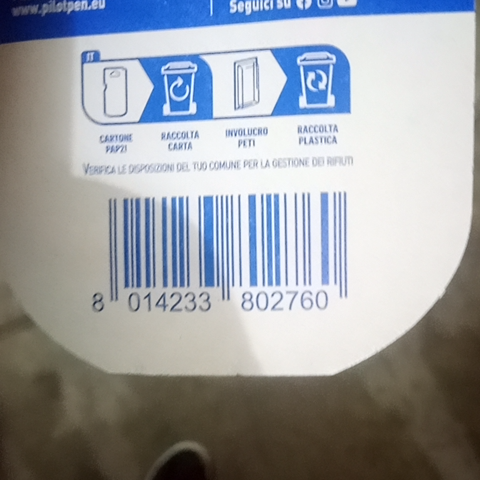 www.pilotpen.eu
Seguici su
IT
CARTONE
PAP21
RACCOLTA
CARTA
INVOLUCRO
PET1
RACCOLTA
PLASTICA
VERIFICA LE DISPOSIZIONI DEL TUO COMUNE PER LA GESTIONE DEI RIFIUTI
8 014233 802760